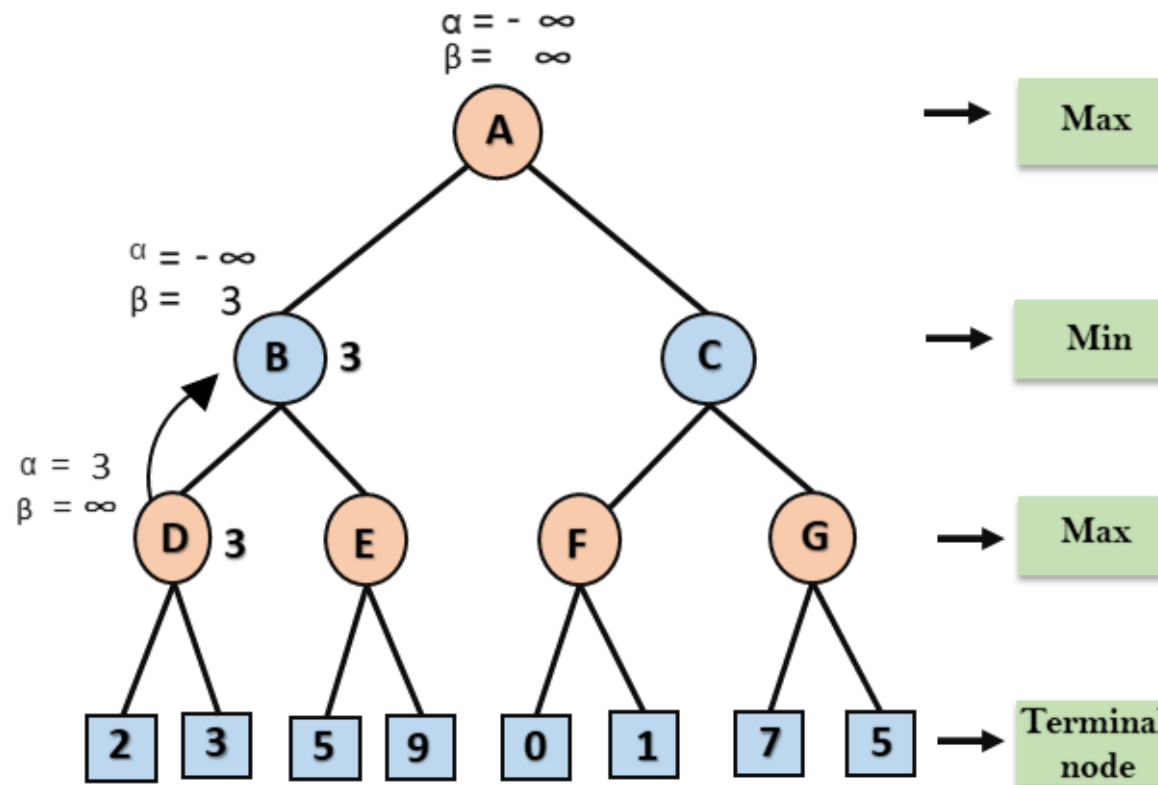 α = - ∞
β = ∞
A
Max
α = - ∞
β = 3
B 3
C
Min
α = 3
β = ∞
D 3
E
F
G
Max
2 3 5 9 0 1 7 5
Terminal
node